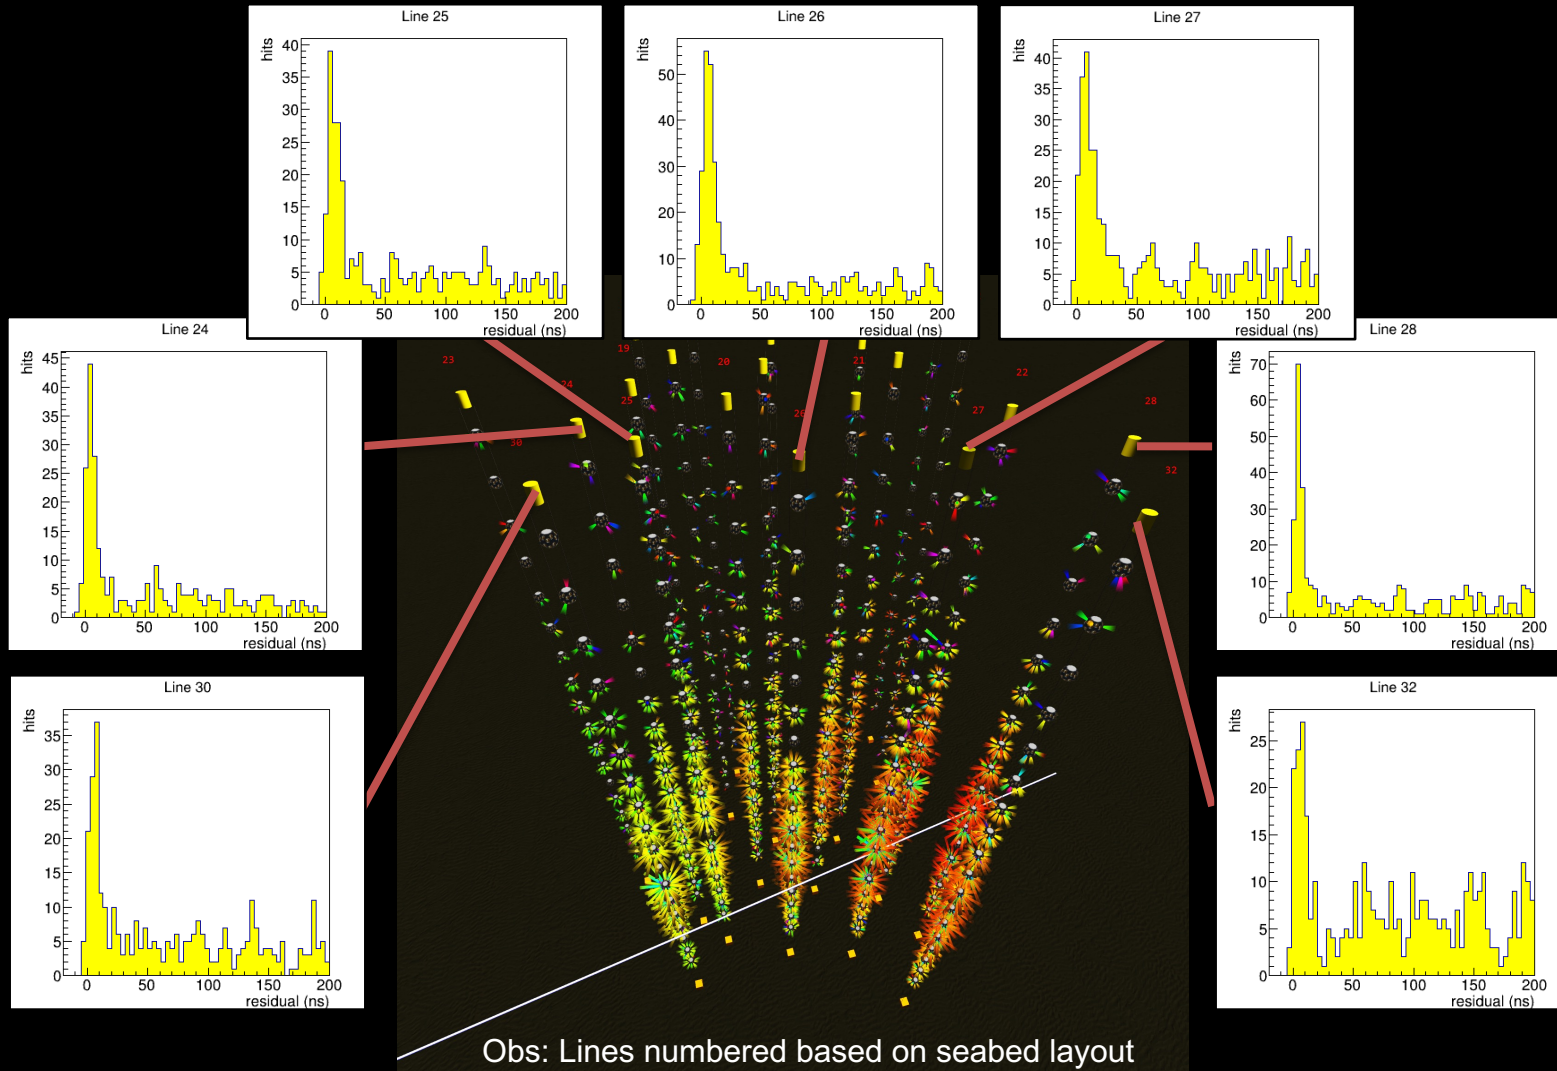 Line 25
hits
40
35
30
25
20
15
10
5
0
0 50 100 150 200
residual (ns)
Line 26
hits
50
40
30
20
10
0
0 50 100 150 200
residual (ns)
Line 27
hits
40
35
30
25
20
15
10
5
0
0 50 100 150 200
residual (ns)
Line 24
hits
45
40
35
30
25
20
15
10
5
0
0 50 100 150 200
residual (ns)
Line 28
hits
70
60
50
40
30
20
10
0
0 50 100 150 200
residual (ns)
23 19 20 21 22
24 25 26 27 28
30 32
Line 30
hits
35
30
25
20
15
10
5
0
0 50 100 150 200
residual (ns)
Line 32
hits
25
20
15
10
5
0
0 50 100 150 200
residual (ns)
Obs: Lines numbered based on seabed layout